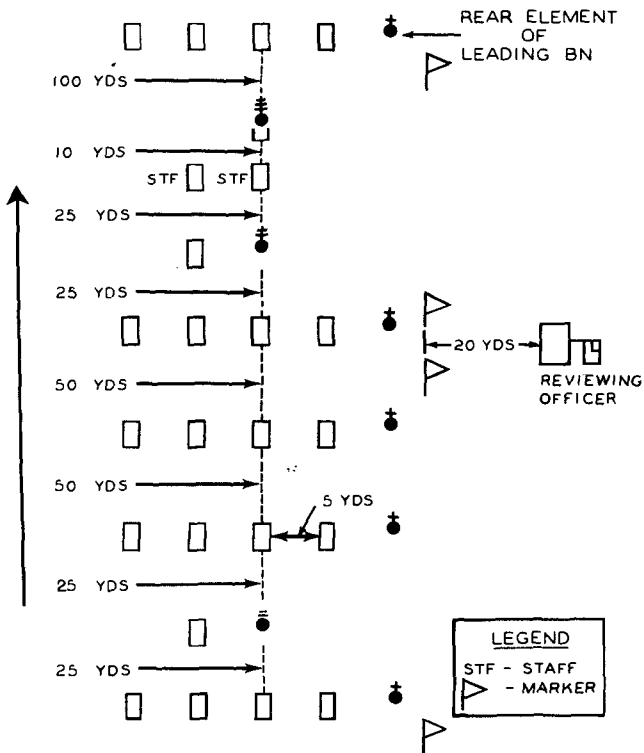 REAR ELEMENT
OF
LEADING BN
100 YDS
10 YDS
STF STF
25 YDS
25 YDS
20 YDS
REVIEWING
OFFICER
50 YDS
50 YDS
5 YDS
25 YDS
25 YDS
LEGEND
STF - STAFF
- MARKER